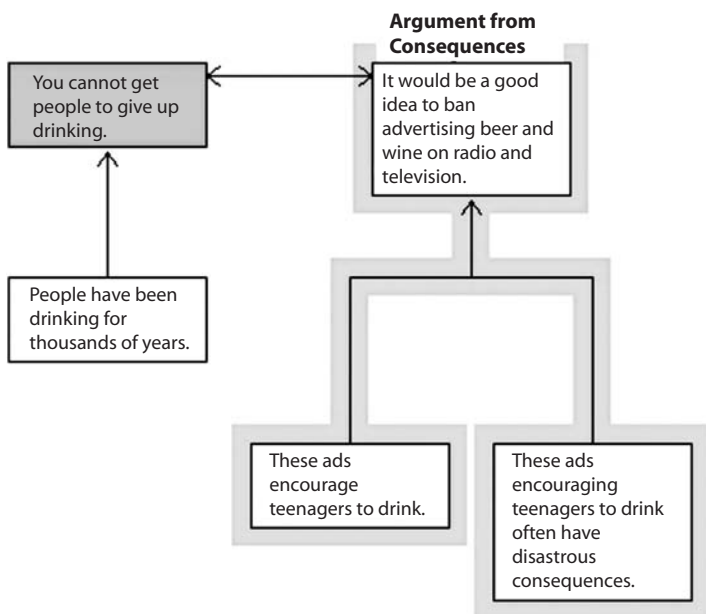 Argument from
Consequences
You cannot get
people to give up
drinking.
It would be a good
idea to ban
advertising beer and
wine on radio and
television.
People have been
drinking for
thousands of years.
These ads
encourage
teenagers to drink.
These ads
encouraging
teenagers to drink
often have
disastrous
consequences.